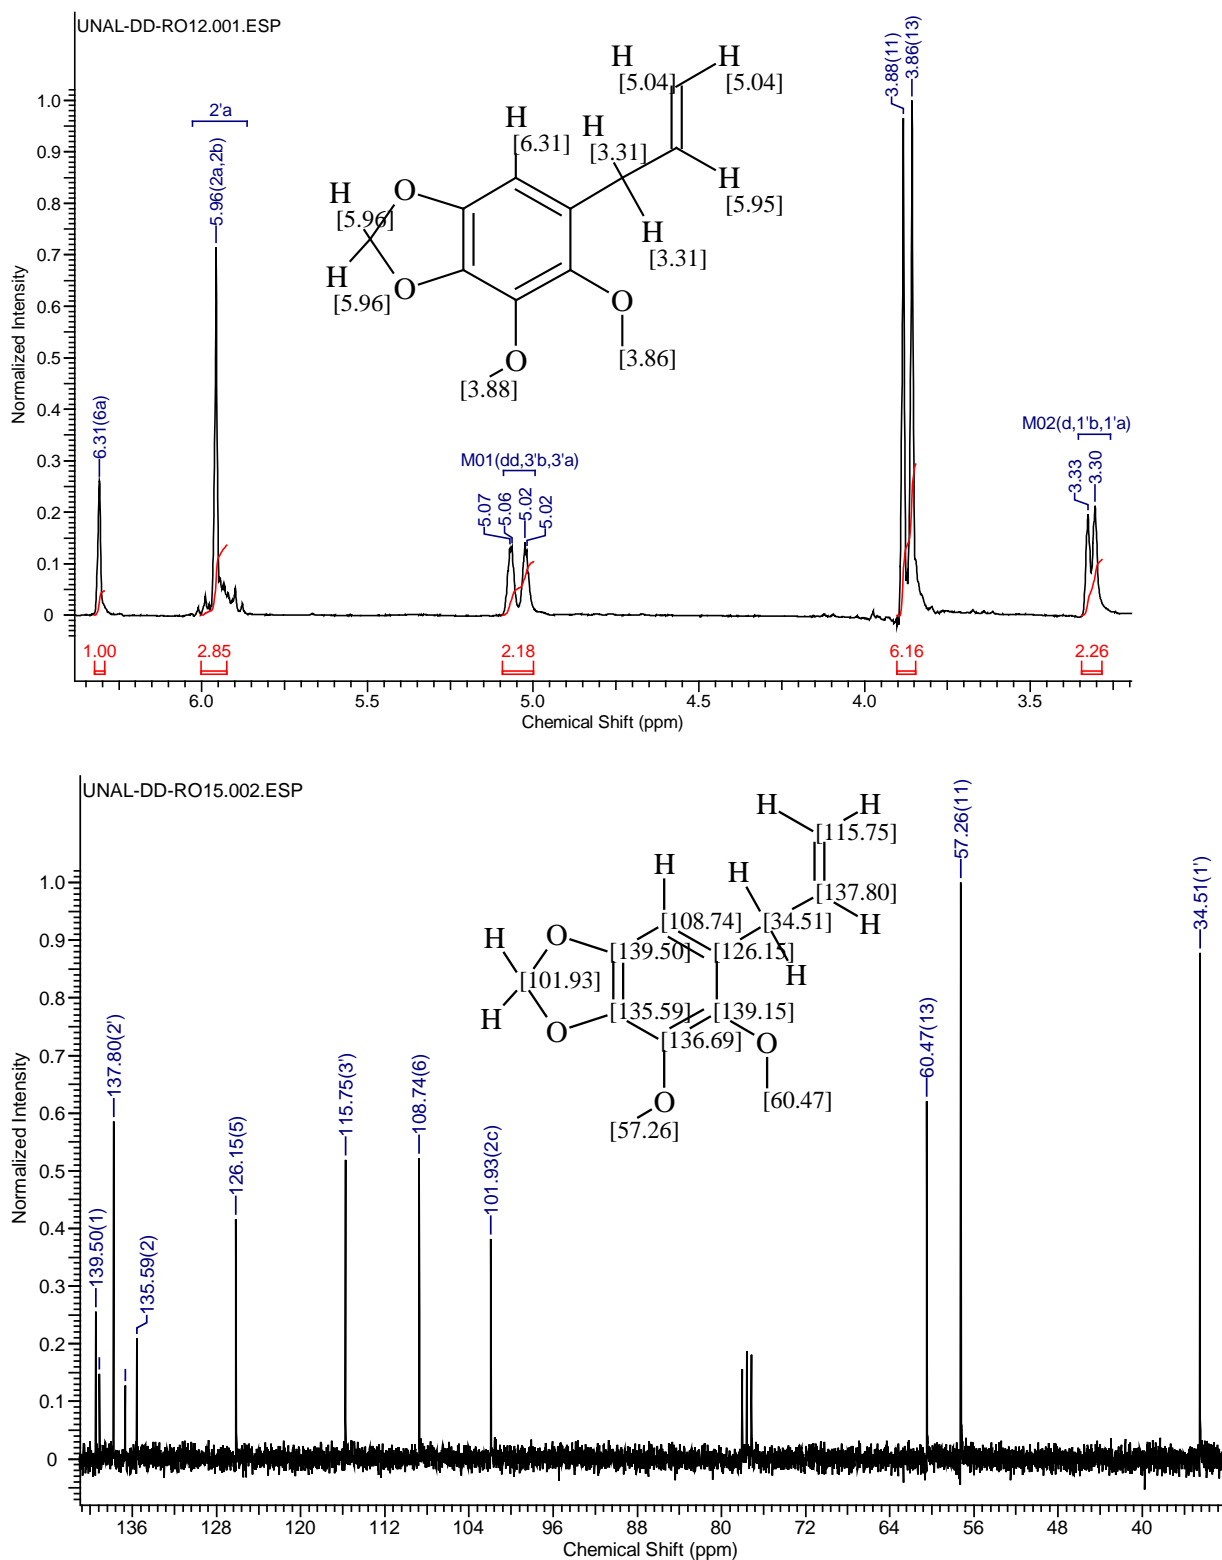 UNAL-DD-RO12.001.ESP
3.88(11)
3.86(13)
H
H
[5.04]
[5.04]
1.0
2'a
H
H
0.9
5.96(2a,2b)
[6.31]
[3.31]
H
[5.95]
0.8
H
O
[5.96]
H
[3.31]
0.7
H
O
[5.96]
O
Normalized Intensity
0.6
0.5
O
[3.86]
[3.88]
0.4
6.31(6a)
M02(d,1'b,1'a)
0.3
M01(dd,3'b,3'a)
3.33
3.30
5.07
5.06
5.02
5.02
0.2
0.1
0
1.00
2.85
2.18
6.16
2.26
6.0
5.5
5.0
4.5
4.0
3.5
Chemical Shift (ppm)
UNAL-DD-RO15.002.ESP
H
H
[115.75]
57.26(11)
34.51(1')
H
H
[137.80]
H
1.0
[108.74]
[34.51]
H
O
[139.50]
[126.15]
H
0.9
[101.93]
H
O
[135.59]
[139.15]
0.8
[136.69]
O
137.80(2')
60.47(13)
0.7
O
[60.47]
[57.26]
Normalized Intensity
0.6
115.75(3')
108.74(6)
126.15(5)
101.93(2c)
0.5
0.4
139.50(1)
135.59(2)
0.3
0.2
0.1
0
136
128
120
112
104
96
88
80
72
64
56
48
40
Chemical Shift (ppm)